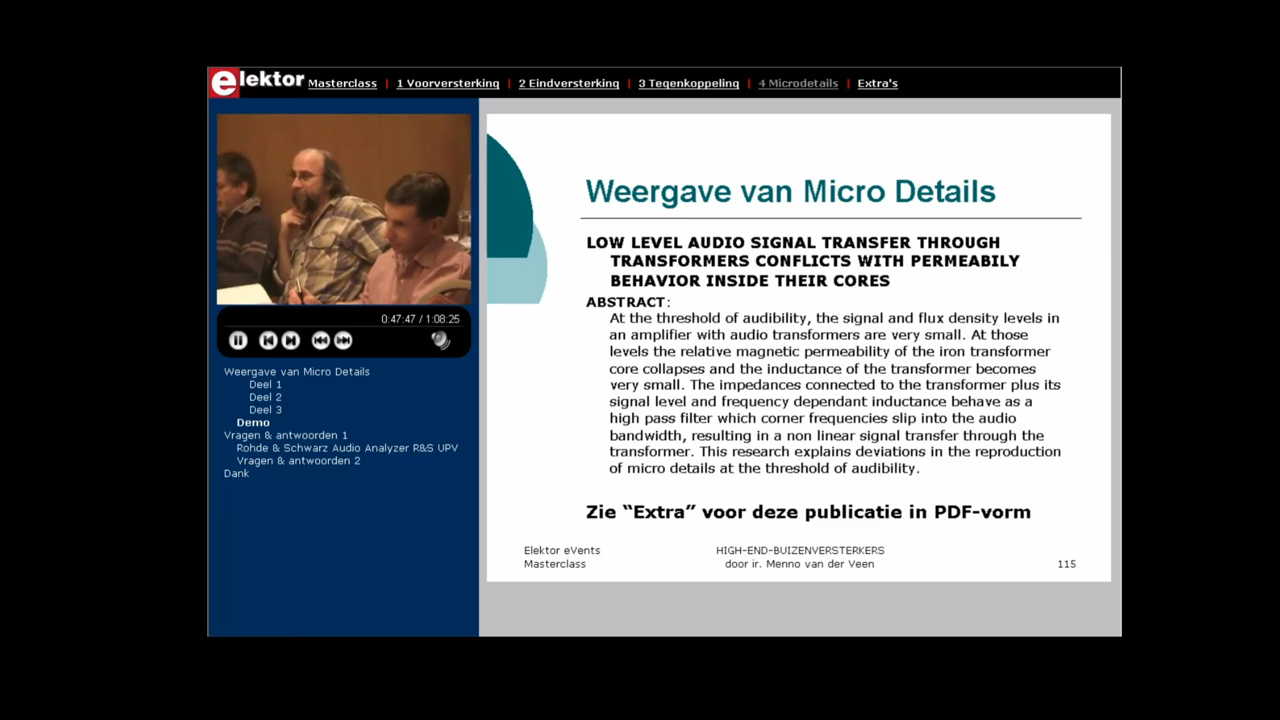 elektor Masterclass | 1 Voorversterking | 2 Eindversterking | 3 Tegenkoppeling | 4 Microdetails | Extra's
0:47:47 / 1:08:25
Weergave van Micro Details
Deel 1
Deel 2
Deel 3
Demo
Vragen & antwoorden 1
Rohde & Schwarz Audio Analyzer R&S UPV
Vragen & antwoorden 2
Dank
Weergave van Micro Details
LOW LEVEL AUDIO SIGNAL TRANSFER THROUGH
TRANSFORMERS CONFLICTS WITH PERMEABILY
BEHAVIOR INSIDE THEIR CORES
ABSTRACT:
At the threshold of audibility, the signal and flux density levels in
an amplifier with audio transformers are very small. At those
levels the relative magnetic permeability of the iron transformer
core collapses and the inductance of the transformer becomes
very small. The impedances connected to the transformer plus its
signal level and frequency dependant inductance behave as a
high pass filter which corner frequencies slip into the audio
bandwidth, resulting in a non linear signal transfer through the
transformer. This research explains deviations in the reproduction
of micro details at the threshold of audibility.
Zie “Extra” voor deze publicatie in PDF-vorm
Elektor eVents
Masterclass
HIGH-END-BUIZENVERSTERKERS
door ir. Menno van der Veen
115